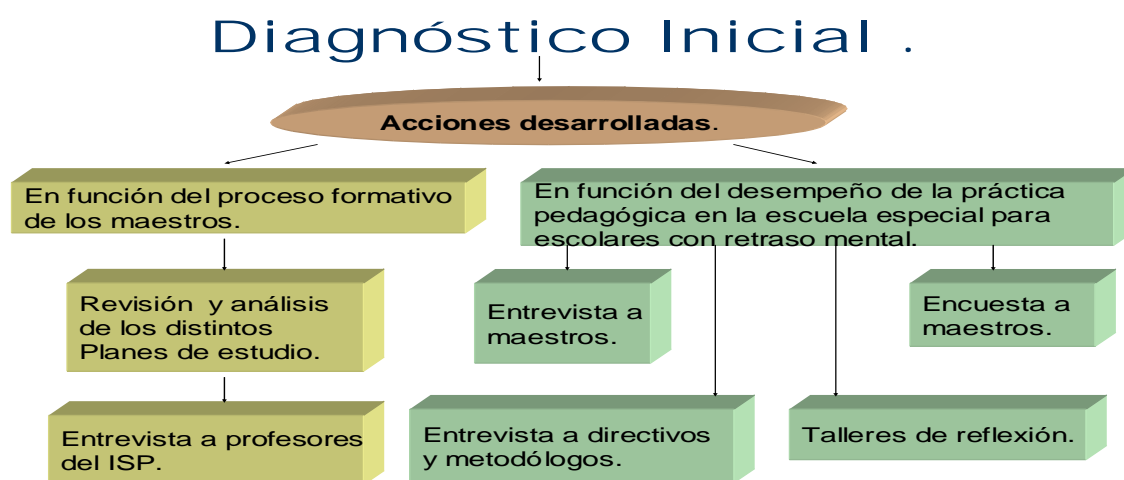 Diagnóstico Inicial .
Acciones desarrolladas.
En función del proceso formativo
de los maestros.
En función del desempeño de la práctica
pedagógica en la escuela especial para
escolares con retraso mental.
Revisión y análisis
de los distintos
Planes de estudio.
Entrevista a
maestros.
Encuesta a
maestros.
Entrevista a profesores
del ISP.
Entrevista a directivos
y metodólogos.
Talleres de reflexión.